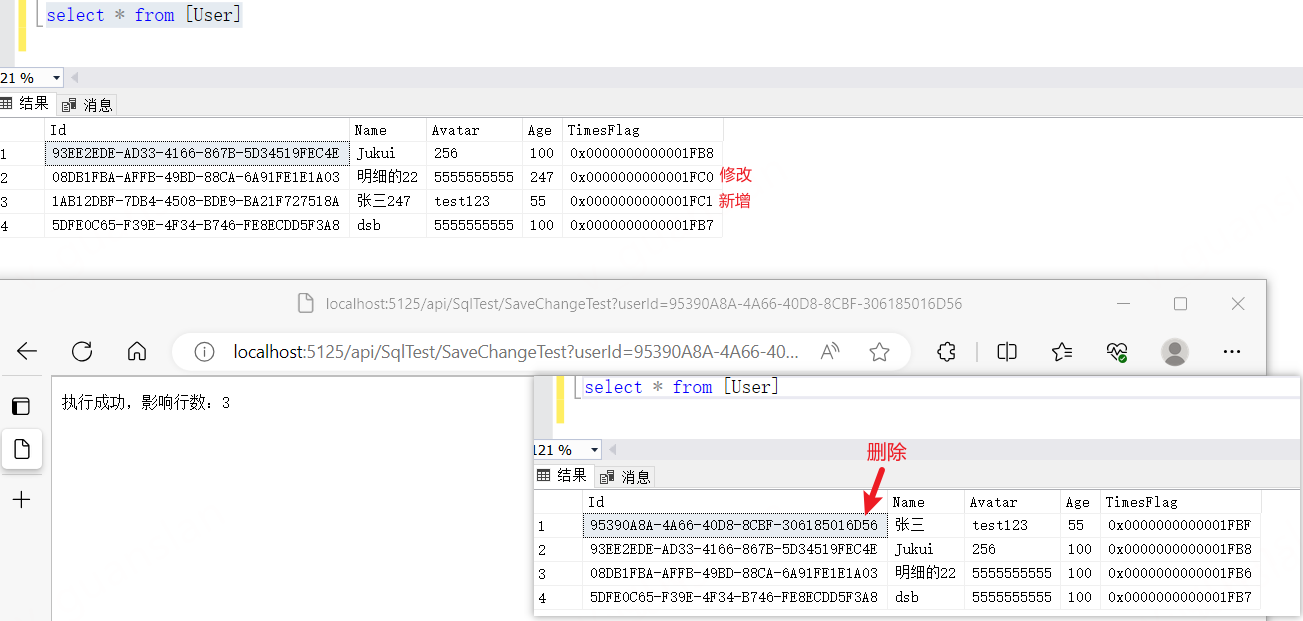 select * from [User]
21 %
结果 消息
Id Name Avatar Age TimesFlag
1 93EE2EDE-AD33-4166-867B-5D34519FEC4E Jukui 256 100 0x0000000000001FB8
2 08DB1FBA-AFFB-49BD-88CA-6A91FE1E1A03 明细的22 5555555555 247 0x0000000000001FC0 修改
3 1AB12DBF-7DB4-4508-BDE9-BA21F727518A 张三247 test123 55 0x0000000000001FC1 新增
4 5DFE0C65-F39E-4F34-B746-FE8ECDD5F3A8 dsb 5555555555 100 0x0000000000001FB7
localhost:5125/api/SqlTest/SaveChangeTest?userId=95390A8A-4A66-40D8-8CBF-306185016D56
localhost:5125/api/SqlTest/SaveChangeTest?userId=95390A8A-4A66-40...
执行成功，影响行数：3
select * from [User]
121 %
删除
结果 消息
Id Name Avatar Age TimesFlag
1 95390A8A-4A66-40D8-8CBF-306185016D56 张三 test123 55 0x0000000000001FBF
2 93EE2EDE-AD33-4166-867B-5D34519FEC4E Jukui 256 100 0x0000000000001FB8
3 08DB1FBA-AFFB-49BD-88CA-6A91FE1E1A03 明细的22 5555555555 100 0x0000000000001FB6
4 5DFE0C65-F39E-4F34-B746-FE8ECDD5F3A8 dsb 5555555555 100 0x0000000000001FB7